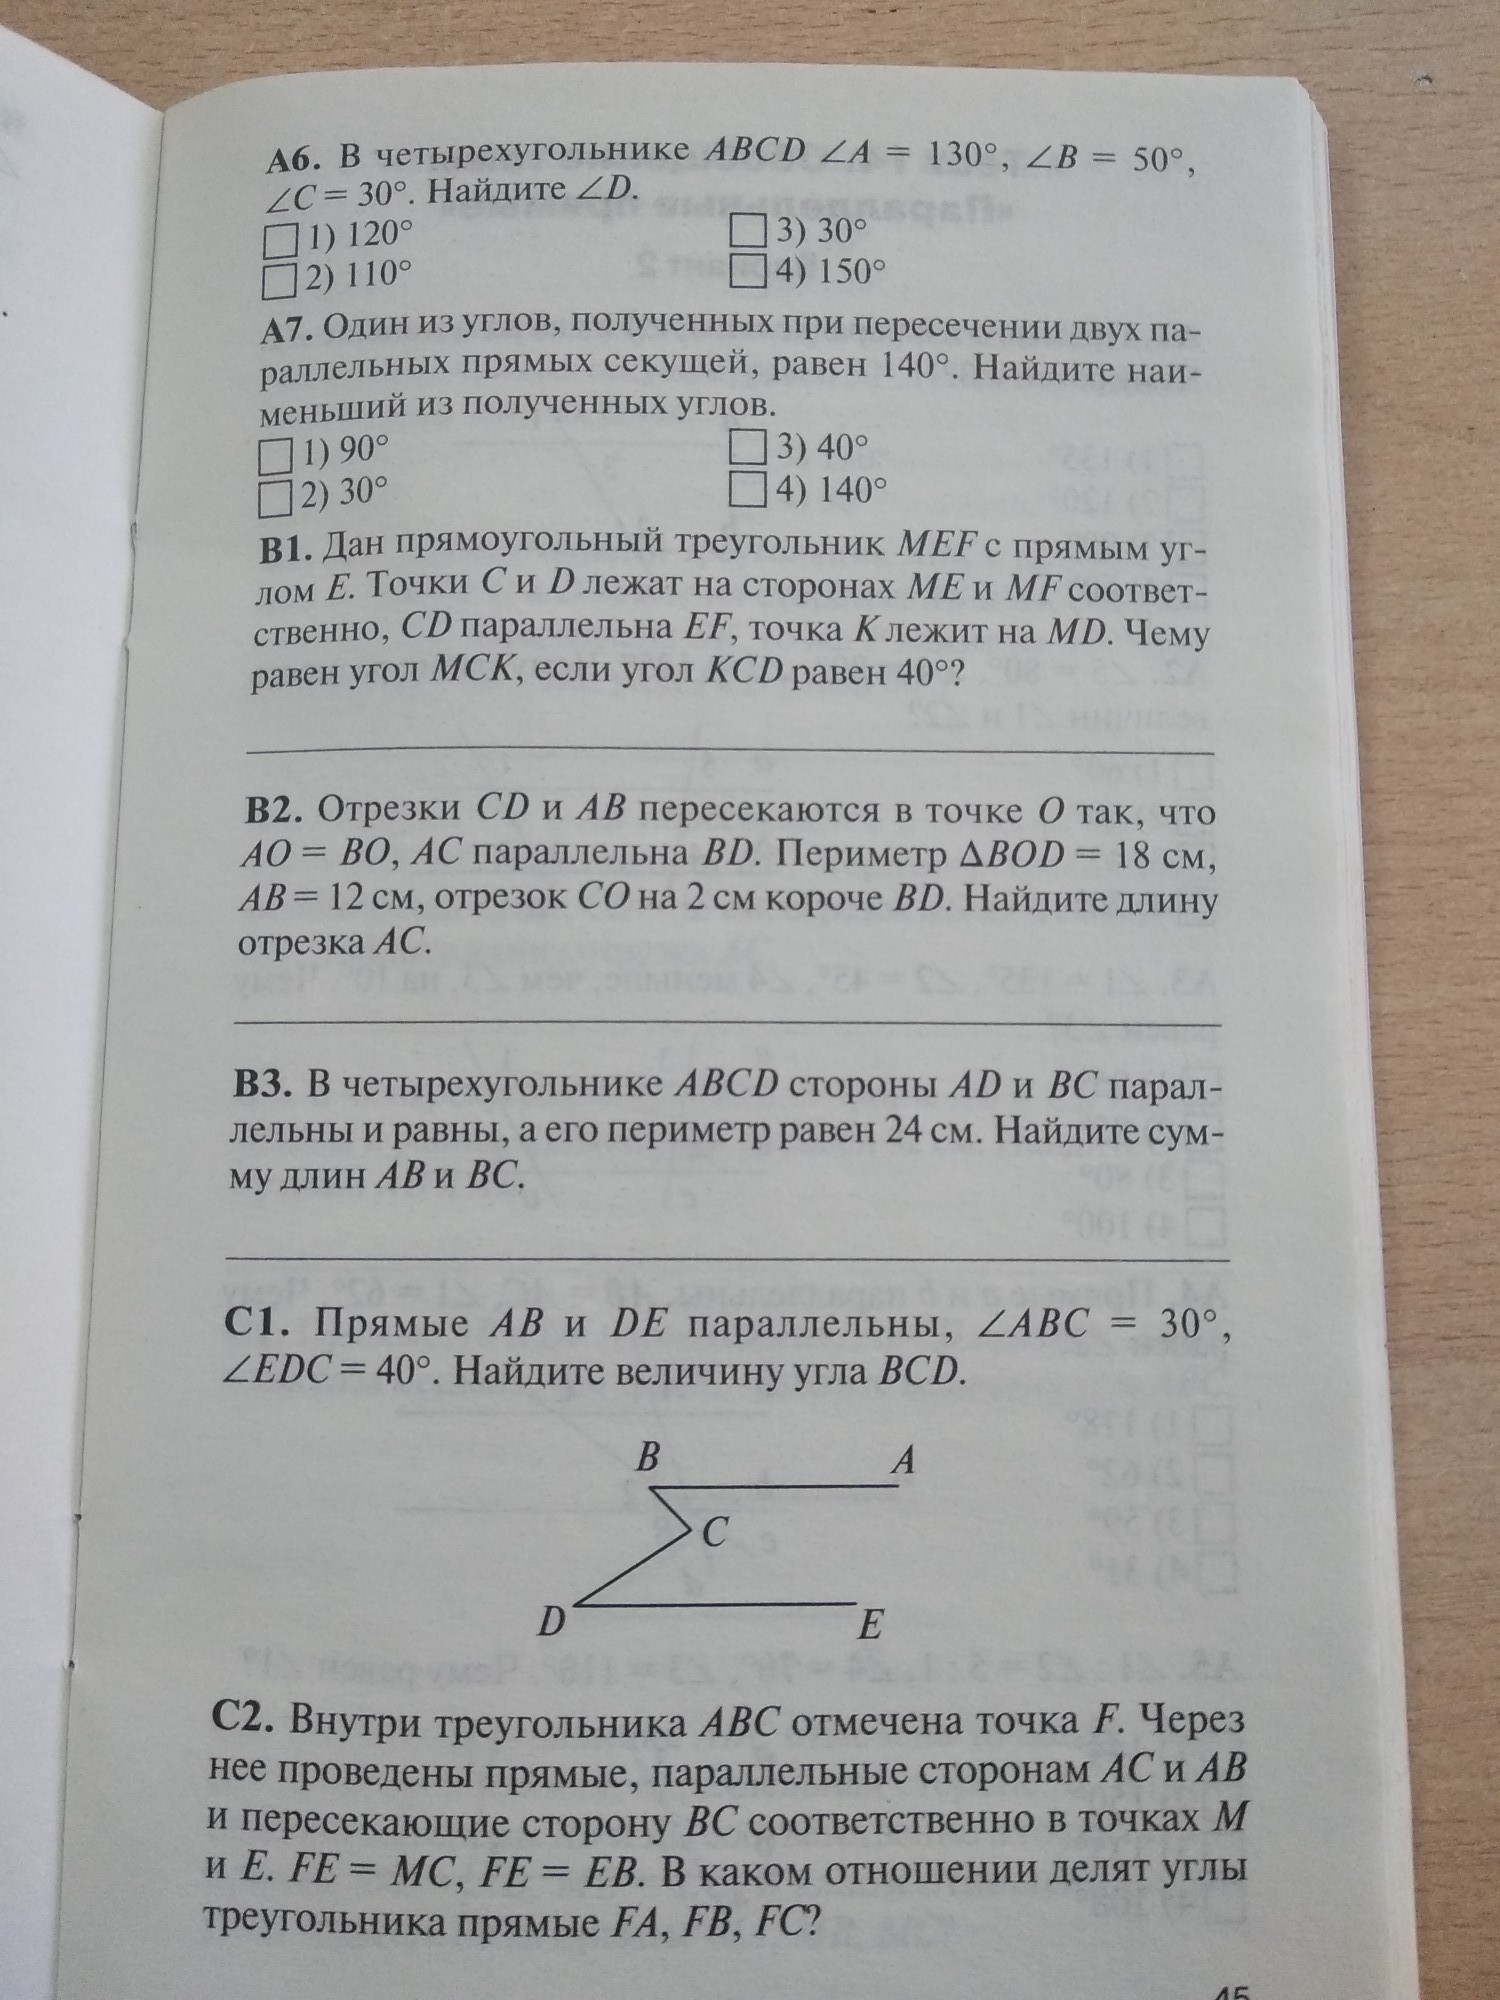 А6. В четырехугольнике ABCD ∠A = 130°, ∠B = 50°,
∠C = 30°. Найдите ∠D.
1) 120°
3) 30°
2) 110°
4) 150°
А7. Один из углов, полученных при пересечении двух па-
раллельных прямых секущей, равен 140°. Найдите наи-
меньший из полученных углов.
1) 90°
3) 40°
2) 30°
4) 140°
В1. Дан прямоугольный треугольник MEF с прямым уг-
лом E. Точки C и D лежат на сторонах ME и MF соответ-
ственно, CD параллельна EF, точка K лежит на MD. Чему
равен угол MCK, если угол KCD равен 40°?
В2. Отрезки CD и AB пересекаются в точке O так, что
AO = BO, AC параллельна BD. Периметр ΔBOD = 18 см,
AB = 12 см, отрезок CO на 2 см короче BD. Найдите длину
отрезка AC.
В3. В четырехугольнике ABCD стороны AD и BC парал-
лельны и равны, а его периметр равен 24 см. Найдите сум-
му длин AB и BC.
С1. Прямые AB и DE параллельны, ∠ABC = 30°,
∠EDC = 40°. Найдите величину угла BCD.
B
A
C
D
E
С2. Внутри треугольника ABC отмечена точка F. Через
нее проведены прямые, параллельные сторонам AC и AB
и пересекающие сторону BC соответственно в точках M
и E. FE = MC, FE = EB. В каком отношении делят углы
треугольника прямые FA, FB, FC?
45